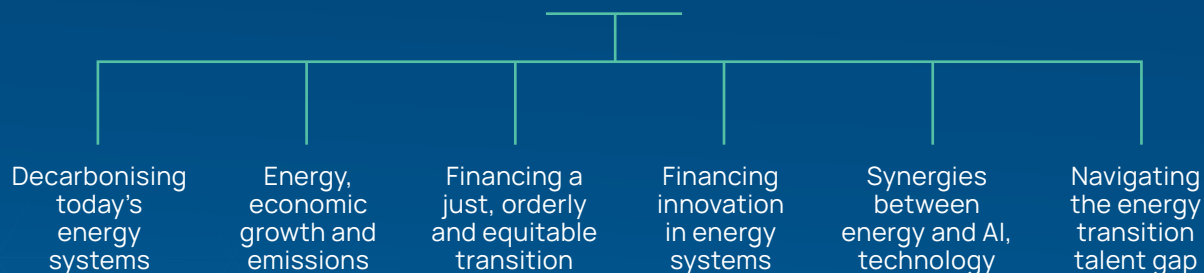 Decarbonising
today's
energy
systems
Energy,
economic
growth and
emissions
Financing a
just, orderly
and equitable
transition
Financing
innovation
in energy
systems
Synergies
between
energy and AI,
technology
Navigating
the energy
transition
talent gap